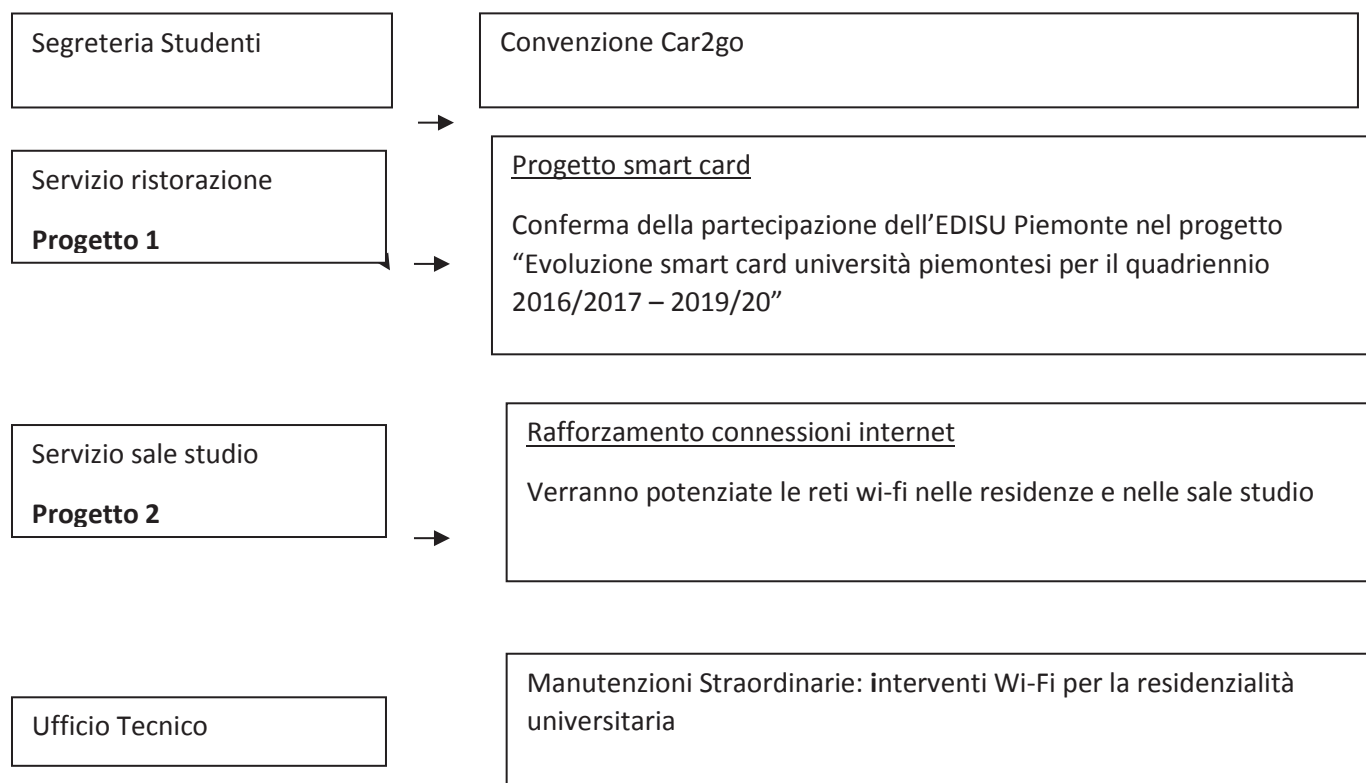 Segreteria Studenti
Convenzione Car2go
Servizio ristorazione
Progetto 1
Progetto smart card
Conferma della partecipazione dell’EDISU Piemonte nel progetto
“Evoluzione smart card università piemontesi per il quadriennio
2016/2017 – 2019/20”
Servizio sale studio
Progetto 2
Rafforzamento connessioni internet
Verranno potenziate le reti wi-fi nelle residenze e nelle sale studio
Ufficio Tecnico
Manutenzioni Straordinarie: interventi Wi-Fi per la residenzialità
universitaria